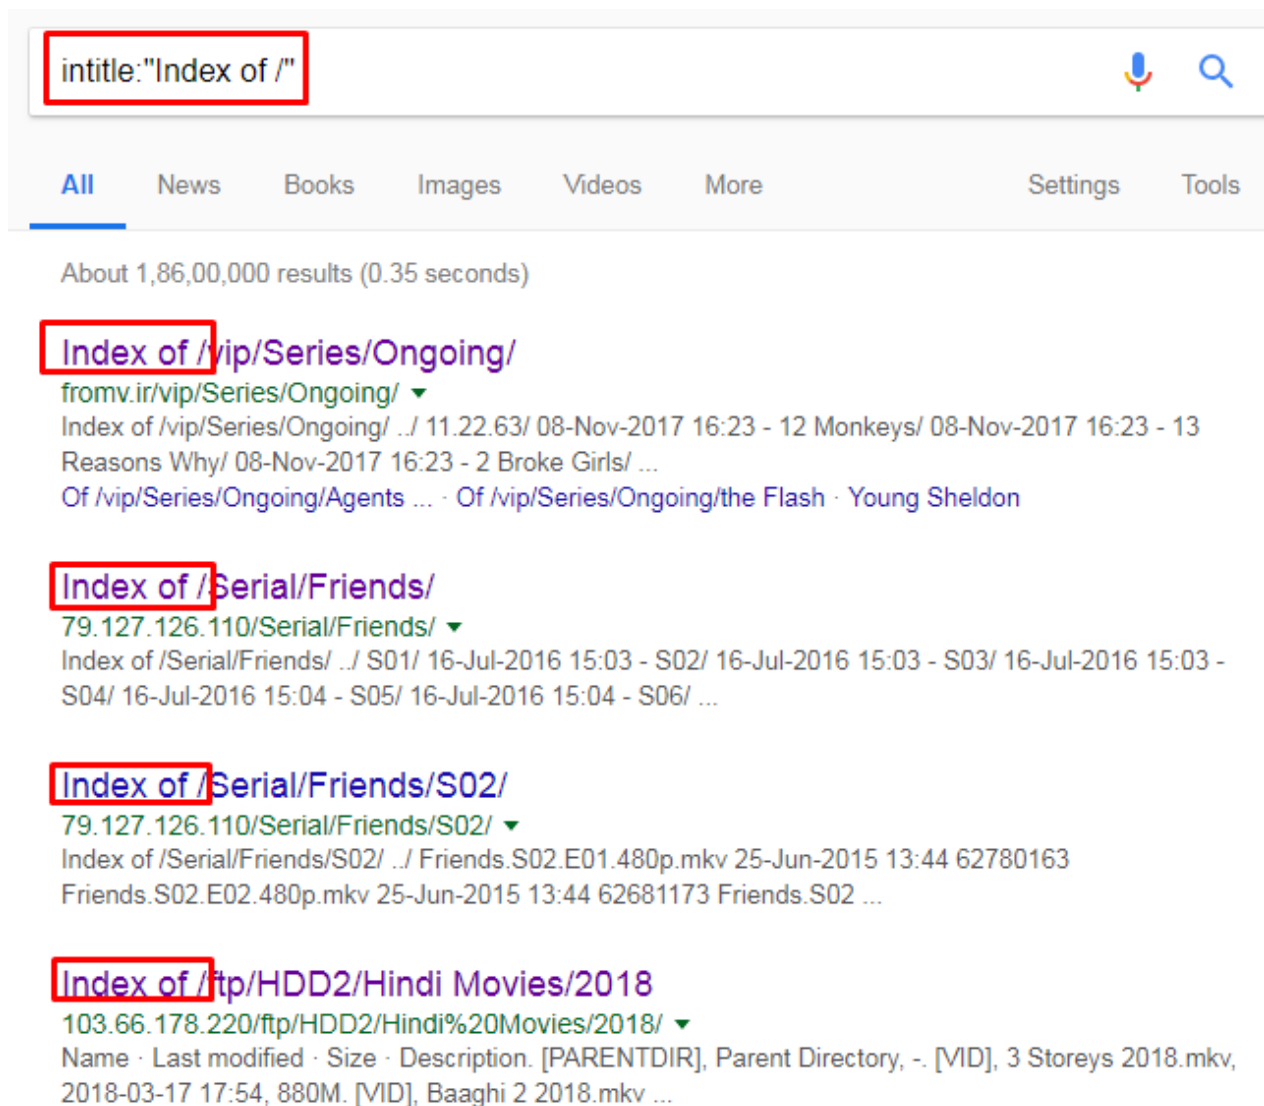 intitle:"Index of /"
All News Books Images Videos More Settings Tools
About 1,86,00,000 results (0.35 seconds)
Index of /vip/Series/Ongoing/
fromv.ir/vip/Series/Ongoing/
Index of /vip/Series/Ongoing/ ../ 11.22.63/ 08-Nov-2017 16:23 - 12 Monkeys/ 08-Nov-2017 16:23 - 13
Reasons Why/ 08-Nov-2017 16:23 - 2 Broke Girls/ ...
Of /vip/Series/Ongoing/Agents ... · Of /vip/Series/Ongoing/the Flash · Young Sheldon
Index of /Serial/Friends/
79.127.126.110/Serial/Friends/
Index of /Serial/Friends/ ../ S01/ 16-Jul-2016 15:03 - S02/ 16-Jul-2016 15:03 - S03/ 16-Jul-2016 15:03 -
S04/ 16-Jul-2016 15:04 - S05/ 16-Jul-2016 15:04 - S06/ ...
Index of /Serial/Friends/S02/
79.127.126.110/Serial/Friends/S02/
Index of /Serial/Friends/S02/ ../ Friends.S02.E01.480p.mkv 25-Jun-2015 13:44 62780163
Friends.S02.E02.480p.mkv 25-Jun-2015 13:44 62681173 Friends.S02 ...
Index of /ftp/HDD2/Hindi Movies/2018
103.66.178.220/ftp/HDD2/Hindi%20Movies/2018/
Name · Last modified · Size · Description. [PARENTDIR], Parent Directory, -. [VID], 3 Storeys 2018.mkv,
2018-03-17 17:54, 880M. [VID], Baaghi 2 2018.mkv ...